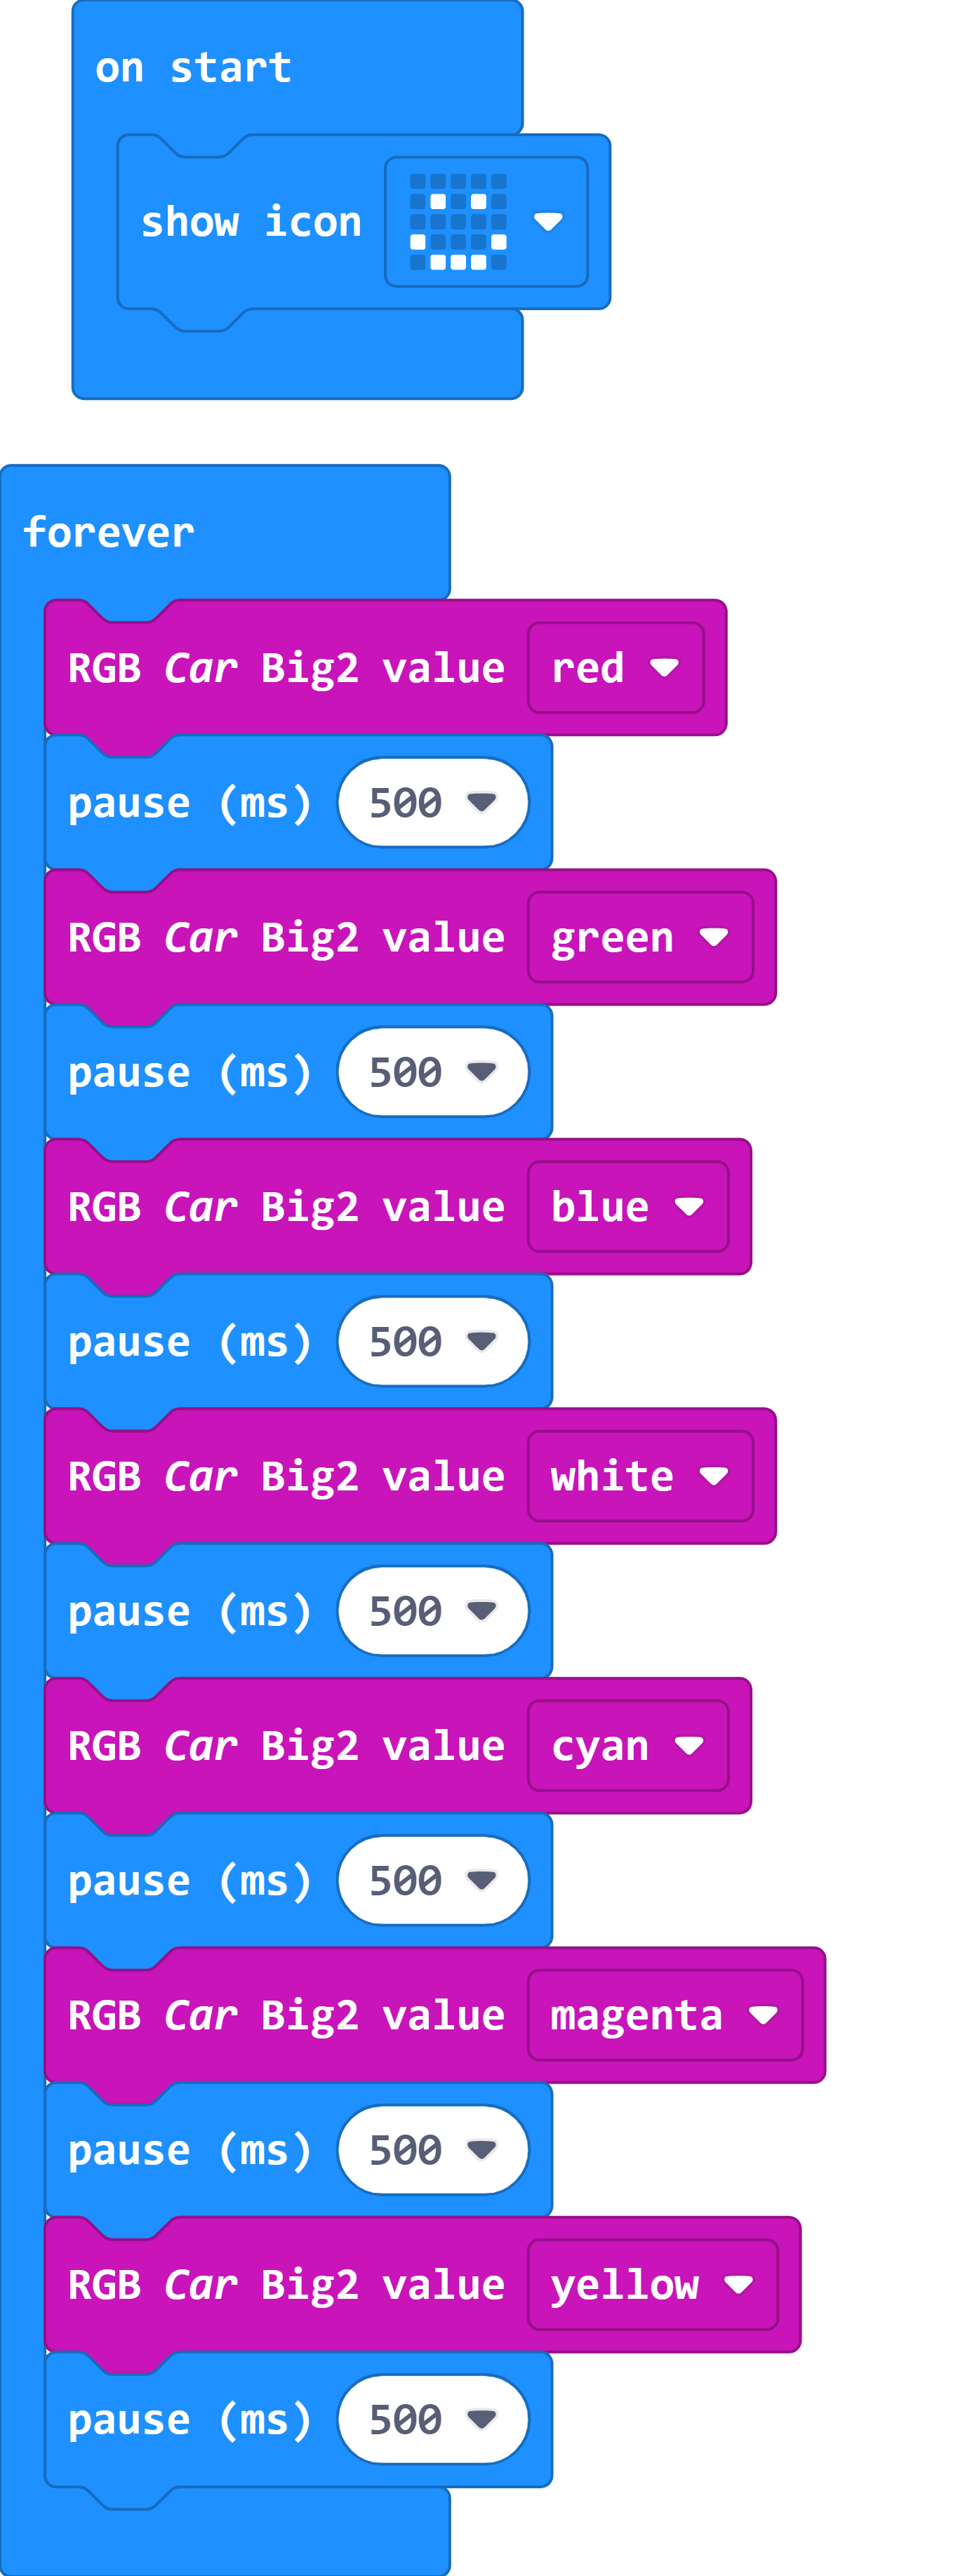 on start
show icon
forever
RGB Car Big2 value red
pause (ms) 500
RGB Car Big2 value green
pause (ms) 500
RGB Car Big2 value blue
pause (ms) 500
RGB Car Big2 value white
pause (ms) 500
RGB Car Big2 value cyan
pause (ms) 500
RGB Car Big2 value magenta
pause (ms) 500
RGB Car Big2 value yellow
pause (ms) 500